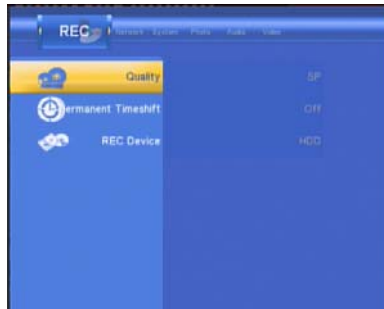 REC Network System Photo Audio Video
Quality SP
ermanent Timeshift Off
REC Device HDD